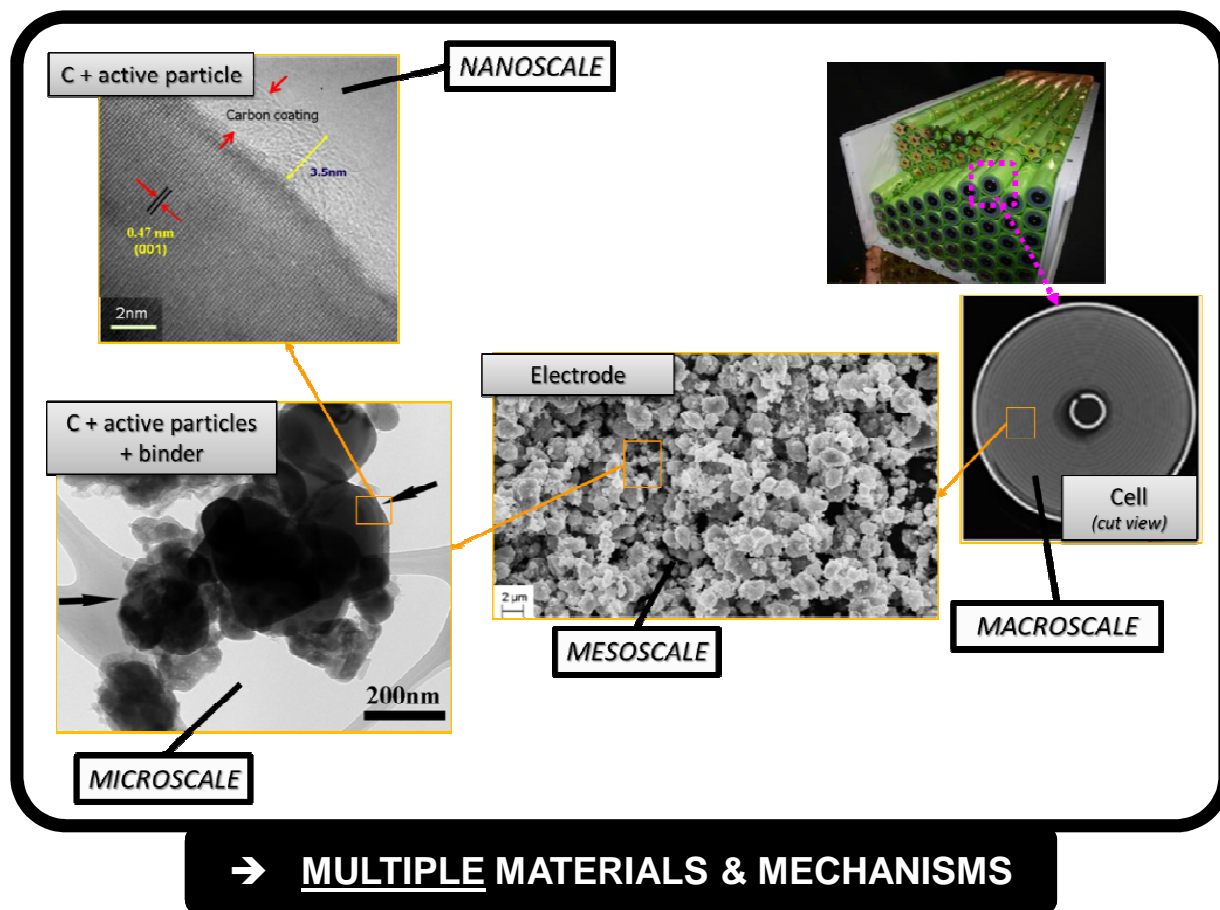 C + active particle
NANOSCALE
Carbon coating
3.5nm
0.47 nm
(001)
2nm
C + active particles
+ binder
200nm
MICROSCALE
Electrode
2 µm
MESOSCALE
Cell
(cut view)
MACROSCALE
➔ MULTIPLE MATERIALS & MECHANISMS